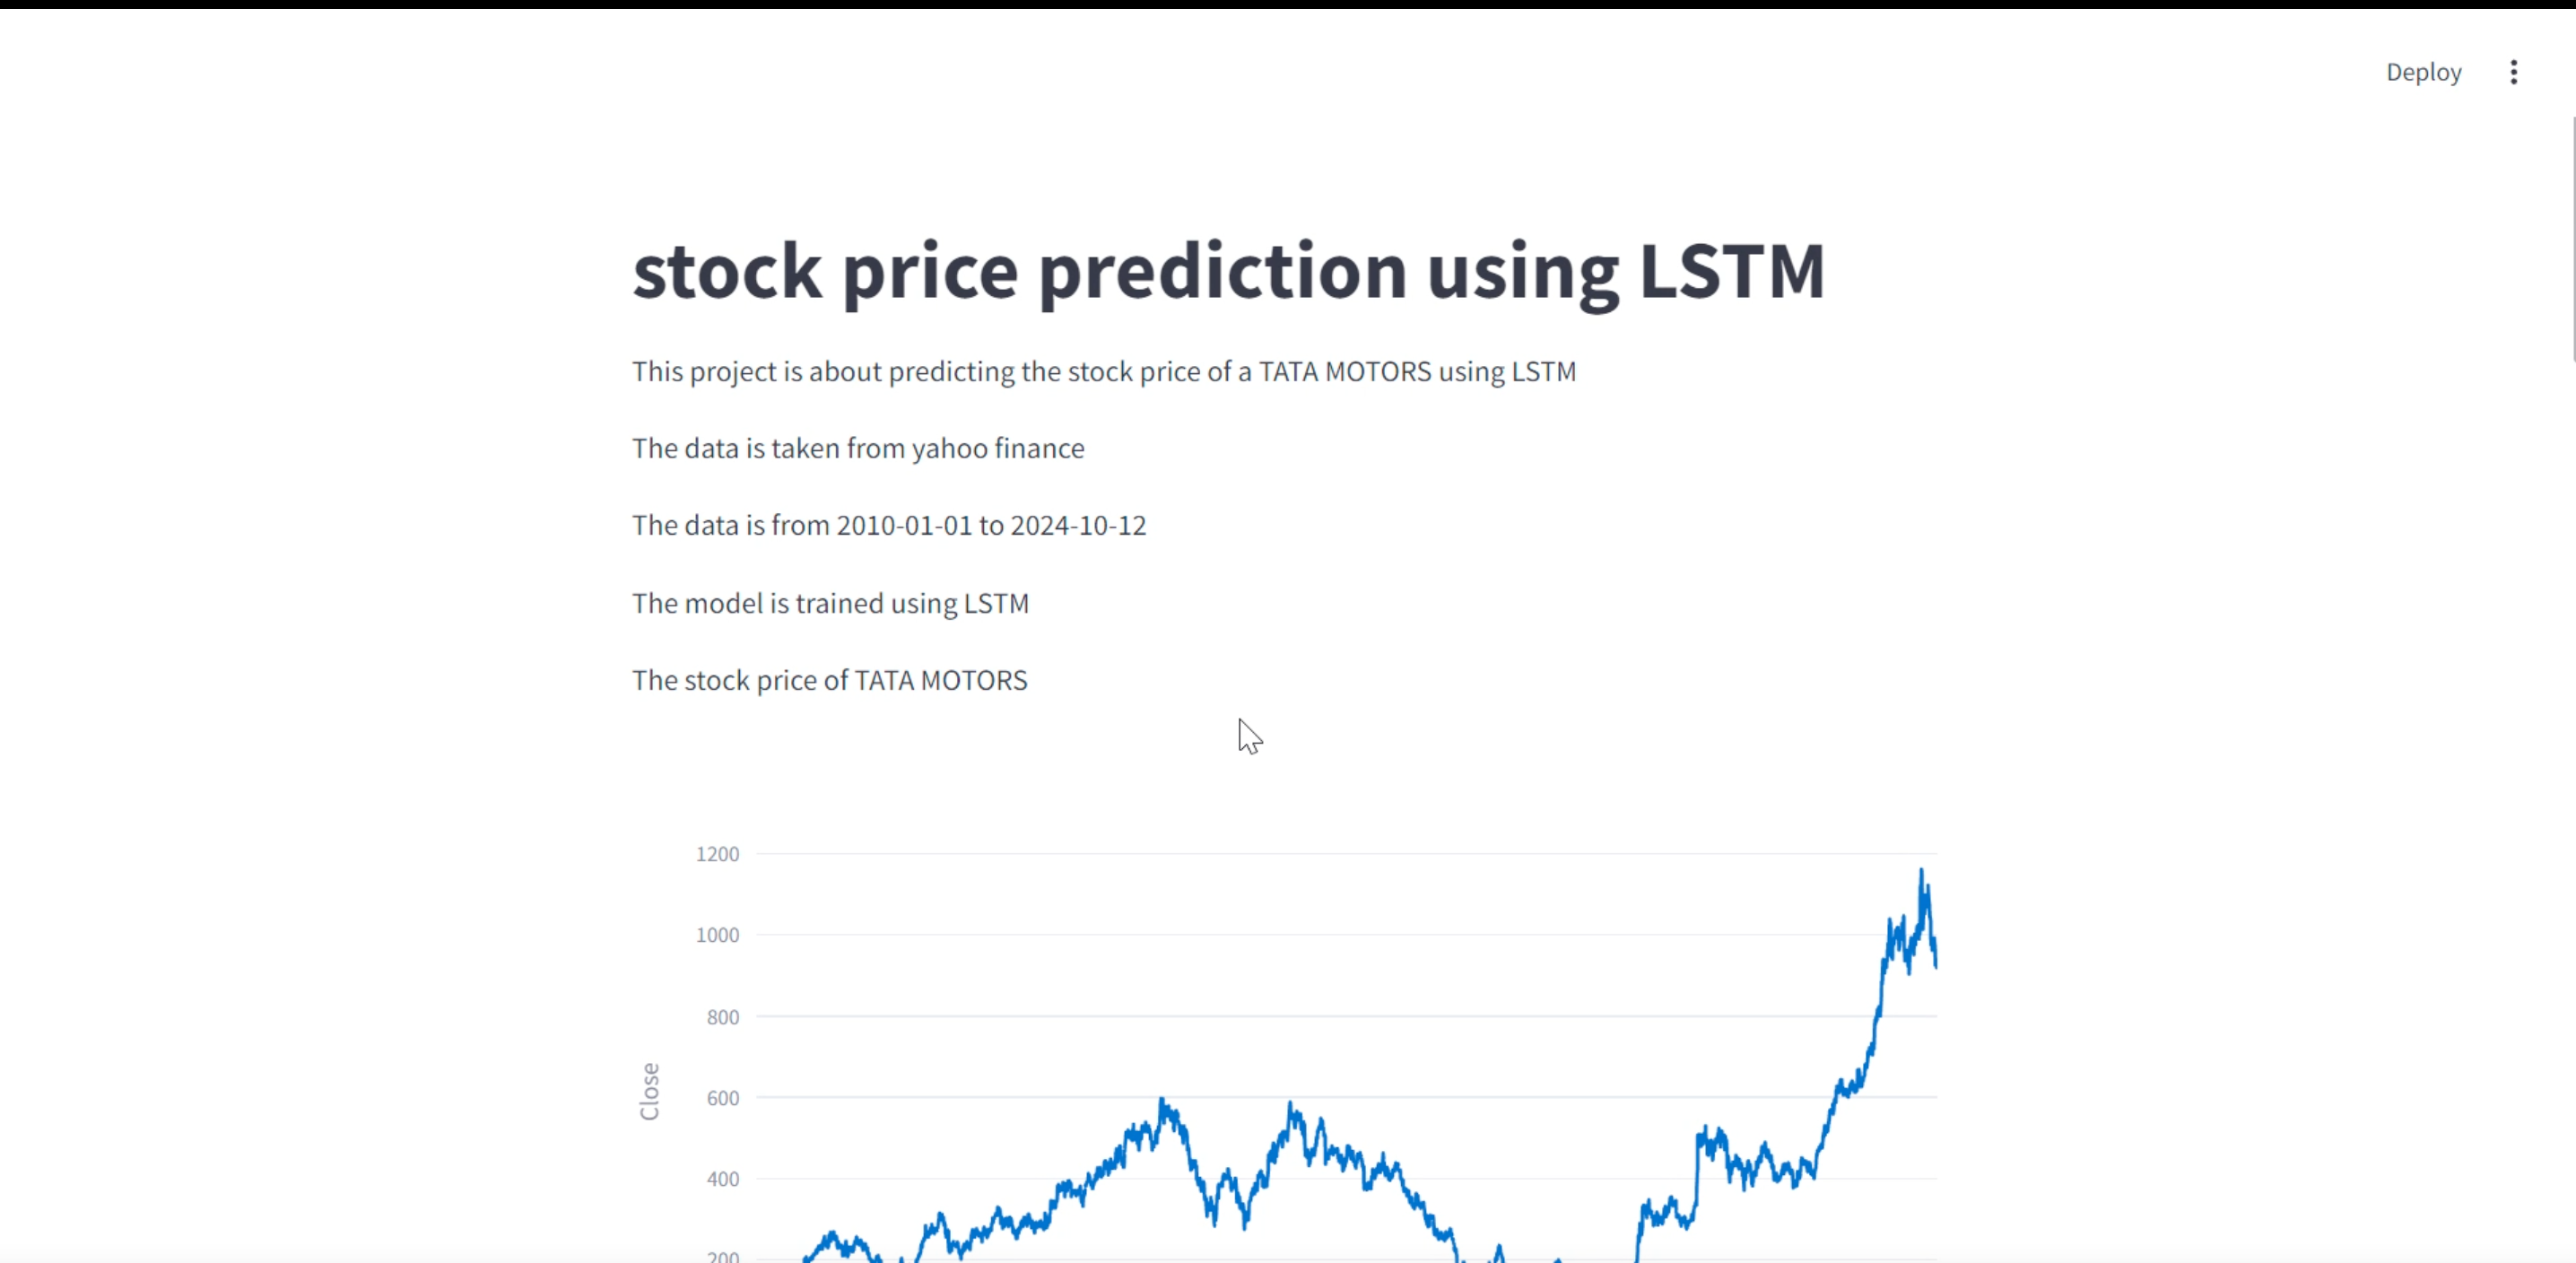 Deploy
stock price prediction using LSTM
This project is about predicting the stock price of a TATA MOTORS using LSTM
The data is taken from yahoo finance
The data is from 2010-01-01 to 2024-10-12
The model is trained using LSTM
The stock price of TATA MOTORS
1200
1000
800
Close
600
400
200